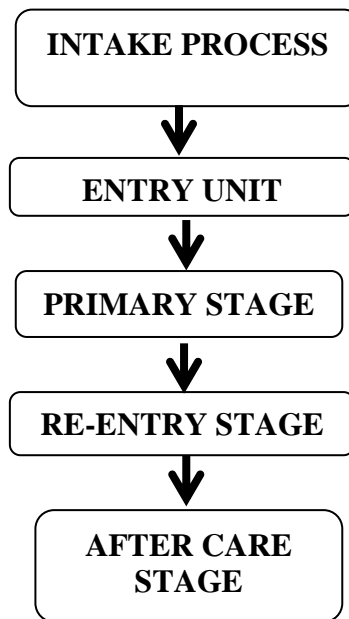 INTAKE PROCESS
ENTRY UNIT
PRIMARY STAGE
RE-ENTRY STAGE
AFTER CARE
STAGE